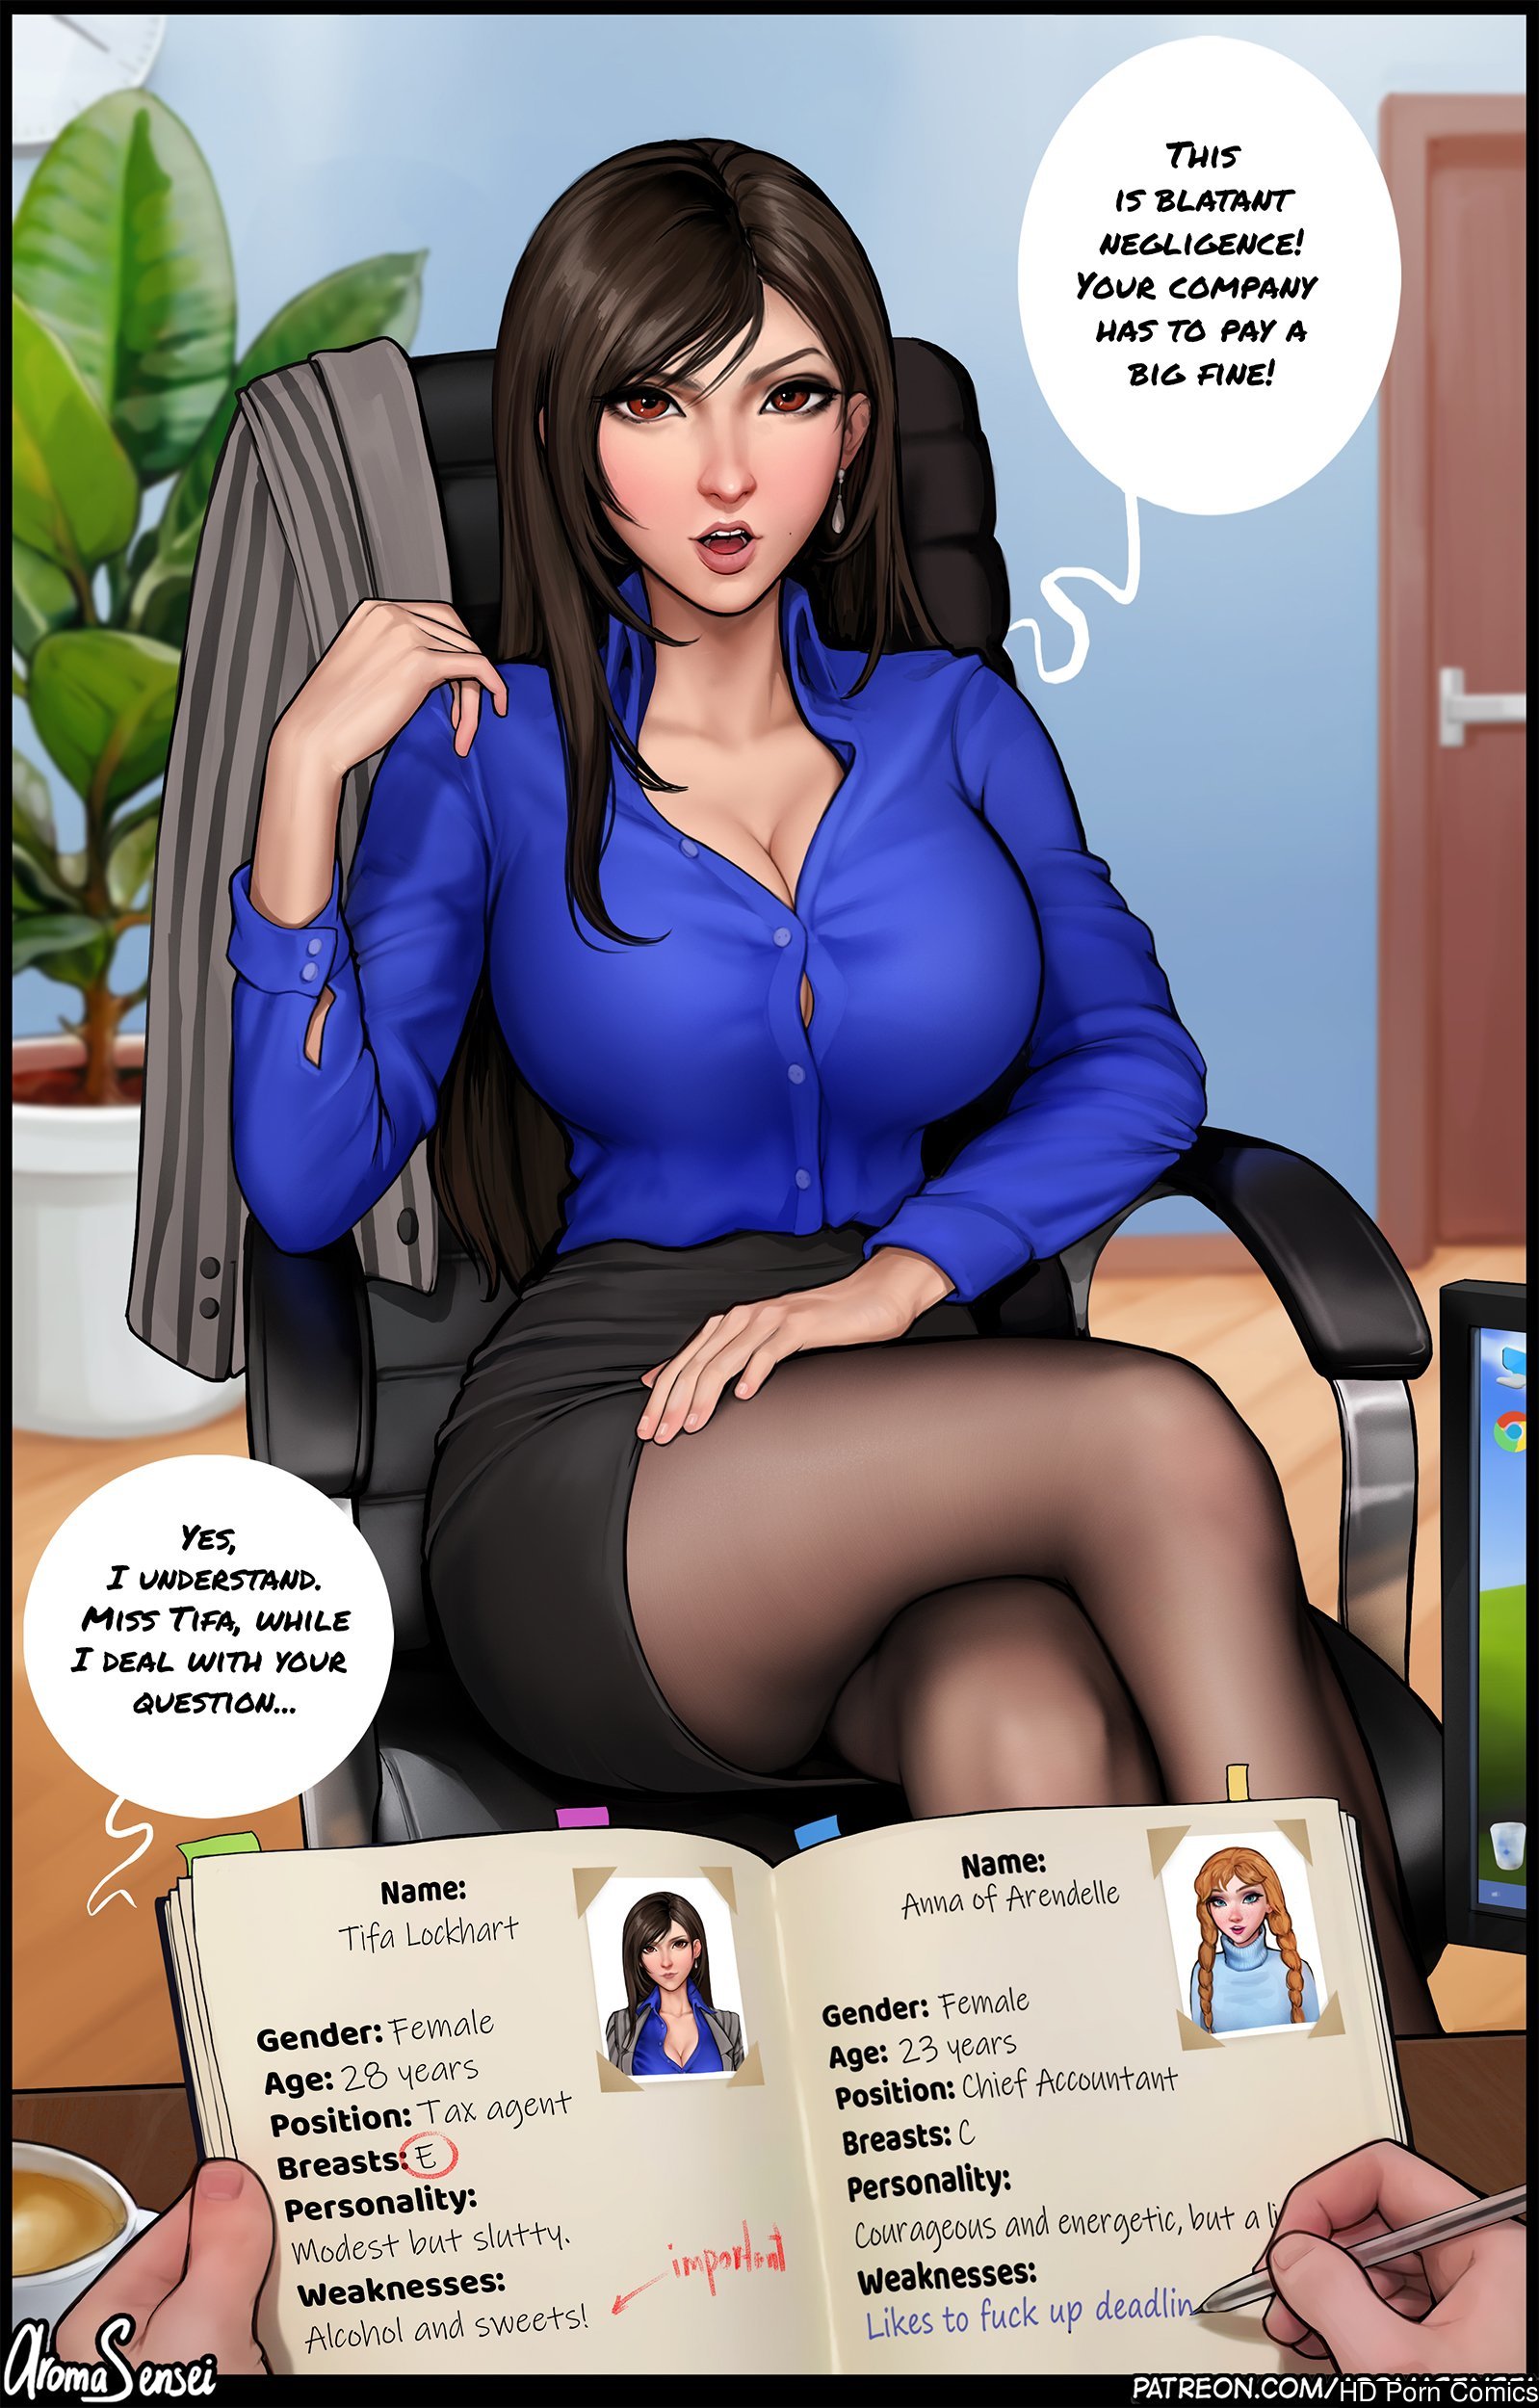 THIS
IS BLATANT
NEGLIGENCE!
YOUR COMPANY
HAS TO PAY A
BIG FINE!
YES,
I UNDERSTAND.
MISS TIFA, WHILE
I DEAL WITH YOUR
QUESTION...
Name:
Tifa Lockhart
Gender: Female
Age: 28 years
Position: Tax agent
Breasts: E
Personality:
Modest but slutty.
Weaknesses:
Alcohol and sweets!
important
Name:
Anna of Arendelle
Gender: Female
Age: 23 years
Position: Chief Accountant
Breasts: C
Personality:
Courageous and energetic, but a li
Weaknesses:
Likes to fuck up deadlin
AromaSensei
PATREON.COM/
HD Porn Comics